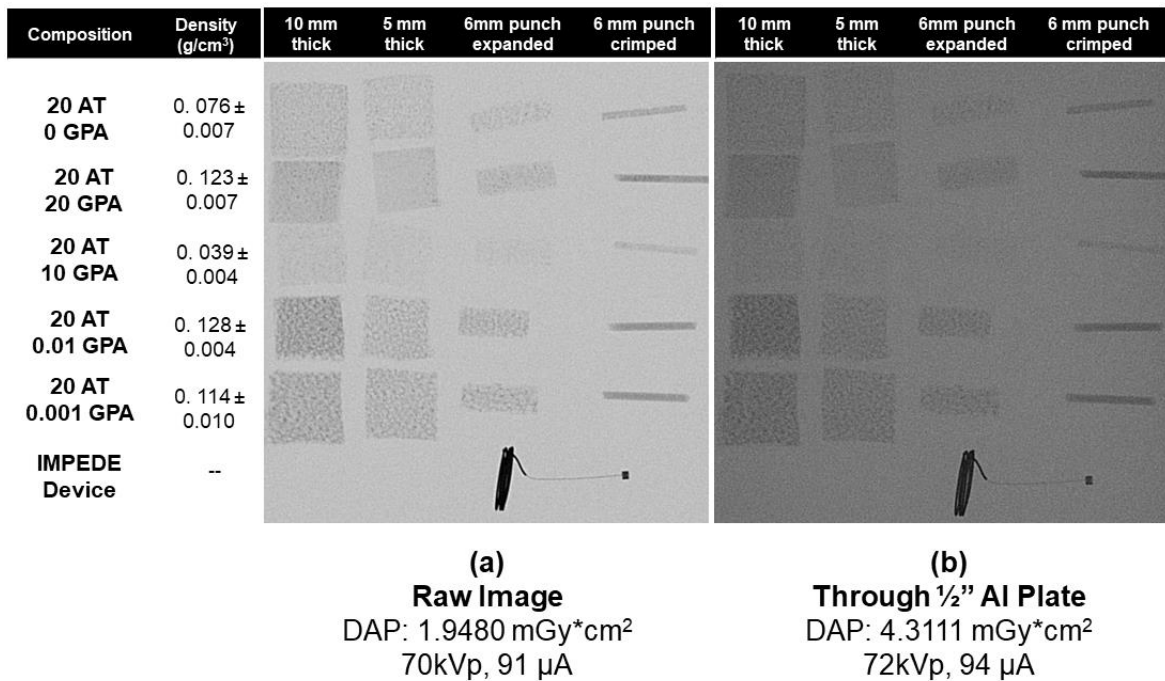 Composition
Density
(g/cm³)
10 mm
thick
5 mm
thick
6mm punch
expanded
6 mm punch
crimped
10 mm
thick
5 mm
thick
6mm punch
expanded
6 mm punch
crimped
20 AT
0 GPA
0. 076 ±
0.007
20 AT
20 GPA
0. 123 ±
0.007
20 AT
10 GPA
0. 039 ±
0.004
20 AT
0.01 GPA
0. 128 ±
0.004
20 AT
0.001 GPA
0. 114 ±
0.010
IMPEDE
Device
--
(a)
Raw Image
DAP: 1.9480 mGy*cm²
70kVp, 91 µA
(b)
Through ½” Al Plate
DAP: 4.3111 mGy*cm²
72kVp, 94 µA